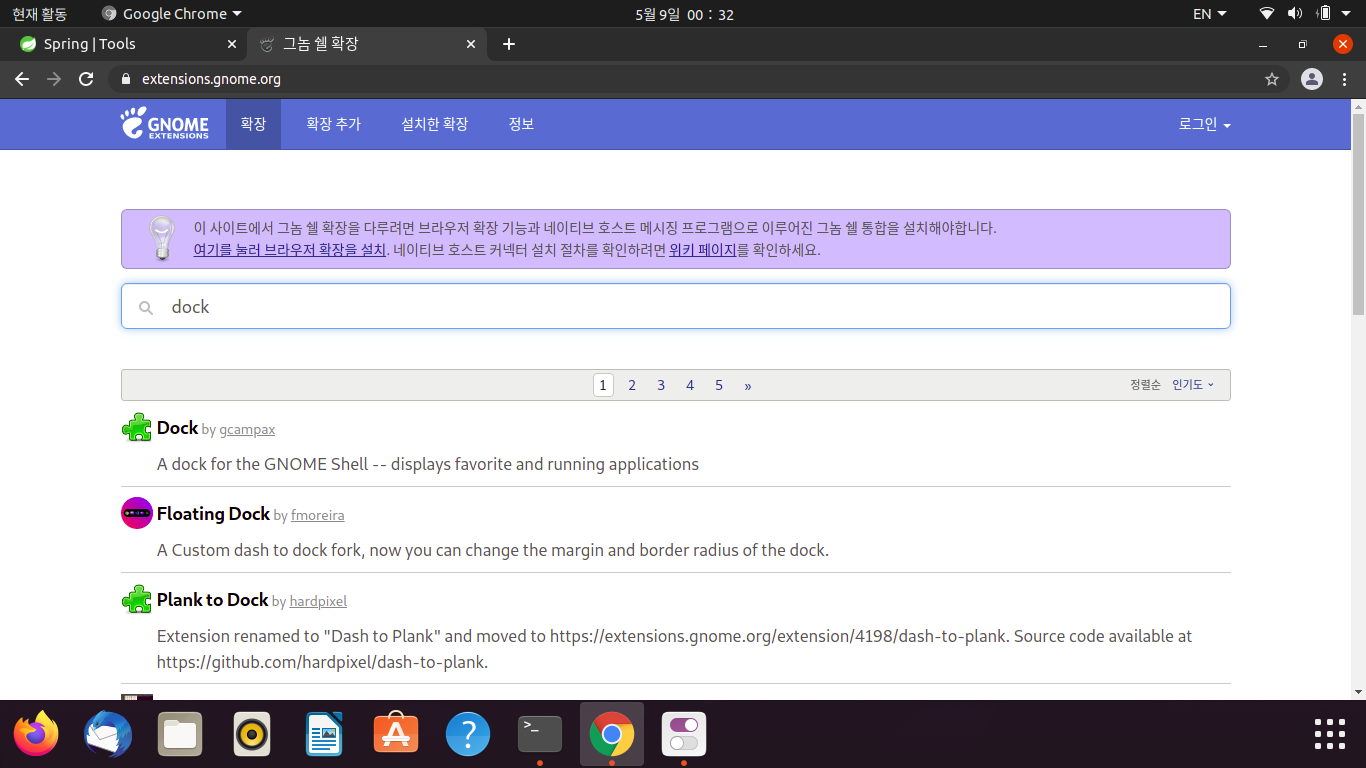 현재 활동 Google Chrome 5월 9일 00 : 32 EN
Spring | Tools 그놈 쉘 확장
extensions.gnome.org
GNOME EXTENSIONS 확장 확장 추가 설치한 확장 정보 로그인
이 사이트에서 그놈 쉘 확장을 다루려면 브라우저 확장 기능과 네이티브 호스트 메시징 프로그램으로 이루어진 그놈 쉘 통합을 설치해야합니다.
여기를 눌러 브라우저 확장을 설치. 네이티브 호스트 커넥터 설치 절차를 확인하려면 위키 페이지를 확인하세요.
dock
1 2 3 4 5 » 정렬순 인기도
Dock by gcampax
A dock for the GNOME Shell -- displays favorite and running applications
Floating Dock by fmoreira
A Custom dash to dock fork, now you can change the margin and border radius of the dock.
Plank to Dock by hardpixel
Extension renamed to "Dash to Plank" and moved to https://extensions.gnome.org/extension/4198/dash-to-plank. Source code available at
https://github.com/hardpixel/dash-to-plank.